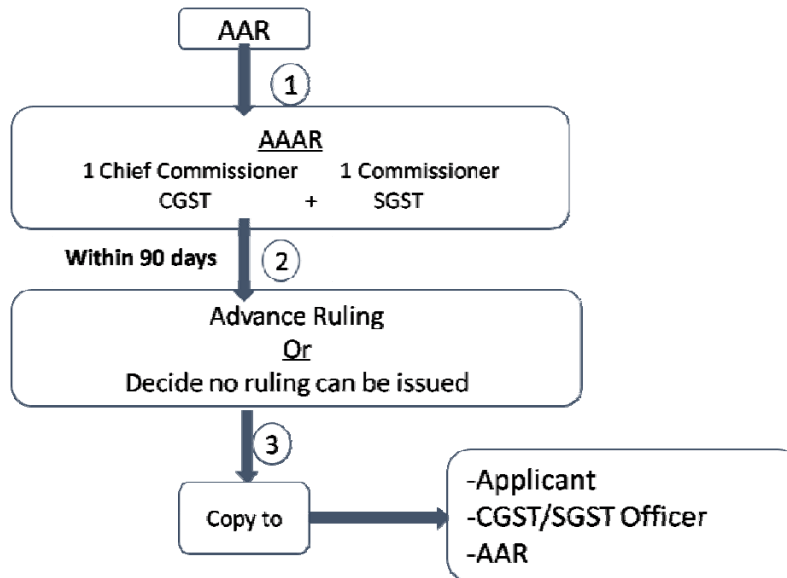 AAR
1
AAAR
1 Chief Commissioner 1 Commissioner
CGST + SGST
Within 90 days 2
Advance Ruling
Or
Decide no ruling can be issued
3
Copy to
-Applicant
-CGST/SGST Officer
-AAR